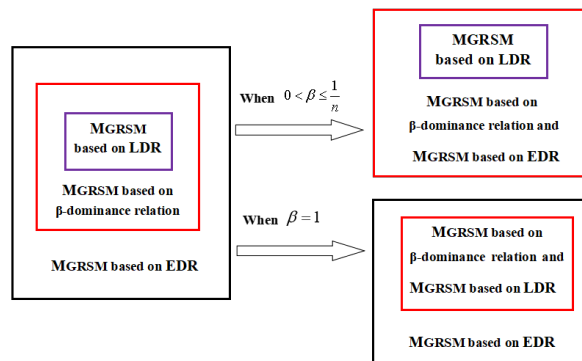 MGRSM
based on LDR
MGRSM based on
β-dominance relation
MGRSM based on EDR
When 0 < β ≤ 1/n
When β = 1
MGRSM
based on LDR
MGRSM based on
β-dominance relation and
MGRSM based on EDR
MGRSM based on
β-dominance relation and
MGRSM based on LDR
MGRSM based on EDR